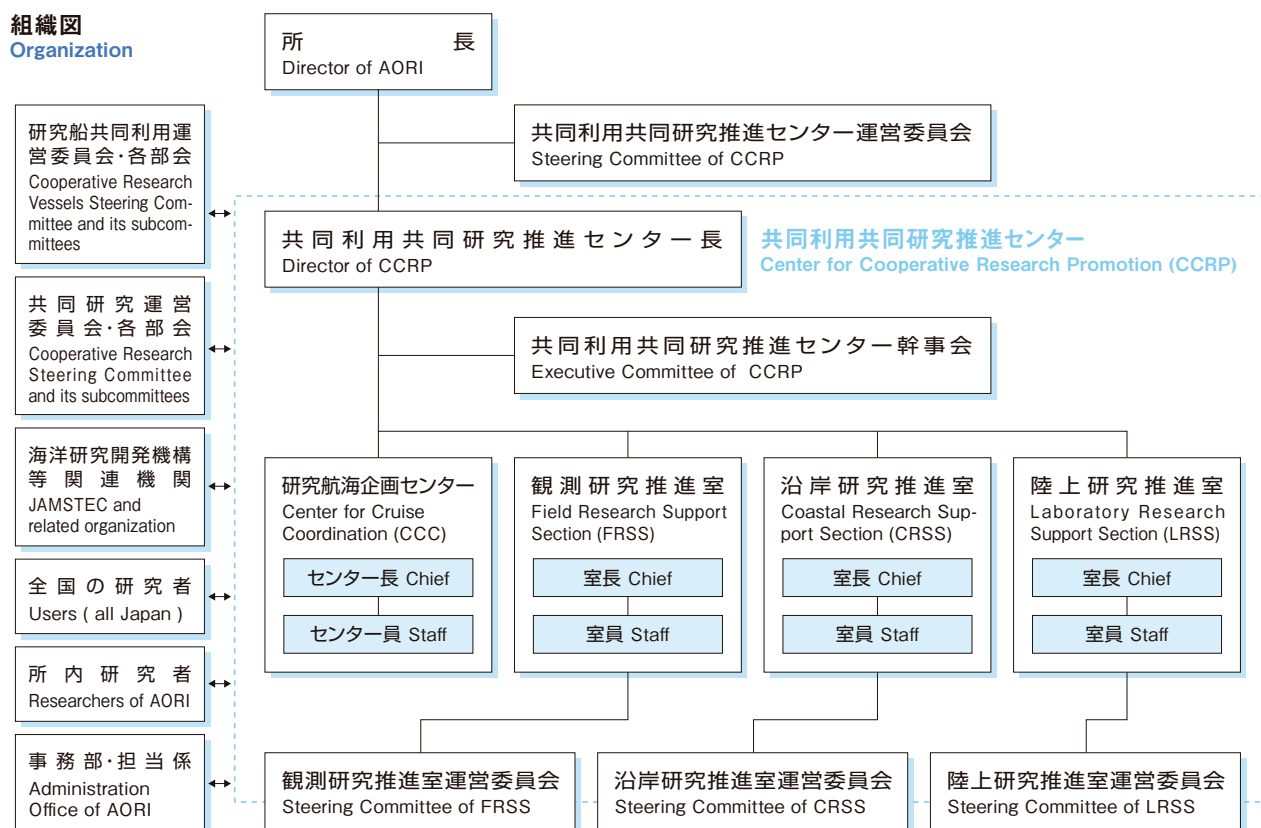 組織図
Organization
所長
Director of AORI
共同利用共同研究推進センター運営委員会
Steering Committee of CCRP
研究船共同利用運
営委員会・各部会
Cooperative Research
Vessels Steering Com-
mittee and its subcom-
mittees
共同利用共同研究推進センター長
Director of CCRP
共同利用共同研究推進センター
Center for Cooperative Research Promotion (CCRP)
共同研究運営
委員会・各部会
Cooperative Research
Steering Committee
and its subcommittees
共同利用共同研究推進センター幹事会
Executive Committee of CCRP
海洋研究開発機構
等関連機関
JAMSTEC and
related organization
全国の研究者
Users ( all Japan )
所内研究者
Researchers of AORI
事務部・担当係
Administration
Office of AORI
研究航海企画センター
Center for Cruise
Coordination (CCC)
センター長 Chief
センター員 Staff
観測研究推進室
Field Research Support
Section (FRSS)
室長 Chief
室員 Staff
沿岸研究推進室
Coastal Research Sup-
port Section (CRSS)
室長 Chief
室員 Staff
陸上研究推進室
Laboratory Research
Support Section (LRSS)
室長 Chief
室員 Staff
観測研究推進室運営委員会
Steering Committee of FRSS
沿岸研究推進室運営委員会
Steering Committee of CRSS
陸上研究推進室運営委員会
Steering Committee of LRSS